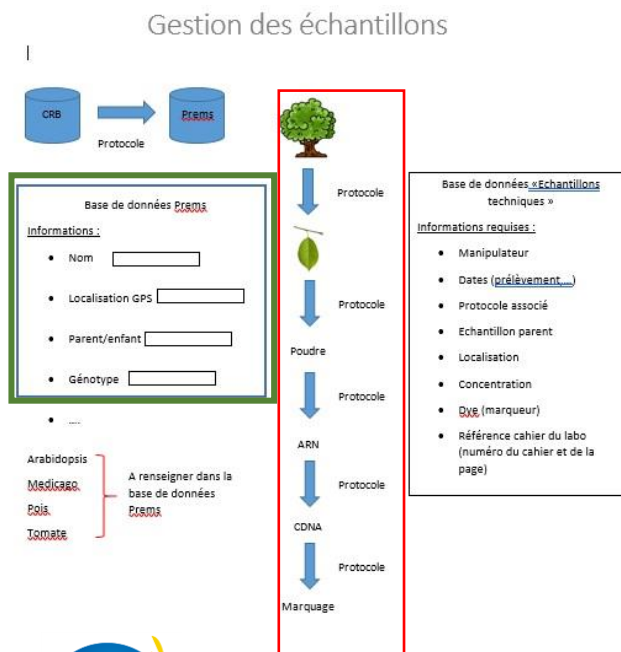 Gestion des échantillons
CRB
Prems
Protocole
Base de données Prems
Informations :
• Nom
• Localisation GPS
• Parent/enfant
• Génotype
• ....
Arabidopsis
Medicago
Pois
Tomate
A renseigner dans la
base de données
Prems
Protocole
Protocole
Poudre
Protocole
ARN
Protocole
CDNA
Protocole
Marquage
Base de données «Echantillons
techniques »
Informations requises :
• Manipulateur
• Dates (prélèvement,...)
• Protocole associé
• Echantillon parent
• Localisation
• Concentration
• Dye (marqueur)
• Référence cahier du labo
(numéro du cahier et de la
page)